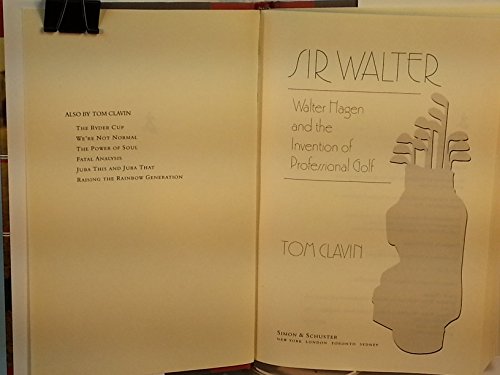 ALSO BY TOM CLAVIN
THE RYDER CUP
WE'RE NOT NORMAL
THE POWER OF SOUL
FATAL ANALYSIS
JUBA THIS AND JUBA THAT
RAISING THE RAINBOW GENERATION
SIR WALTER
Walter Hagen
and the
Invention of
Professional Golf
TOM CLAVIN
SIMON & SCHUSTER
NEW YORK LONDON TORONTO SYDNEY